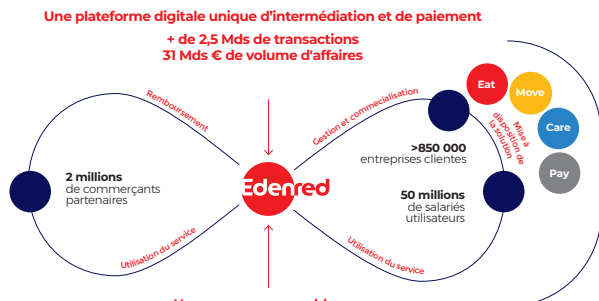 Une plateforme digitale unique d'intermédiation et de paiement
+ de 2,5 Mds de transactions
31 Mds € de volume d'affaires
Remboursement
Gestion et commecialisation
Eat
Move
Care
Pay
Mise à
disposition de
la solution
>850 000
entreprises clientes
Edenred
2 millions
de commerçants
partenaires
50 millions
de salariés
utilisateurs
Utilisation du service
Utilisation du service